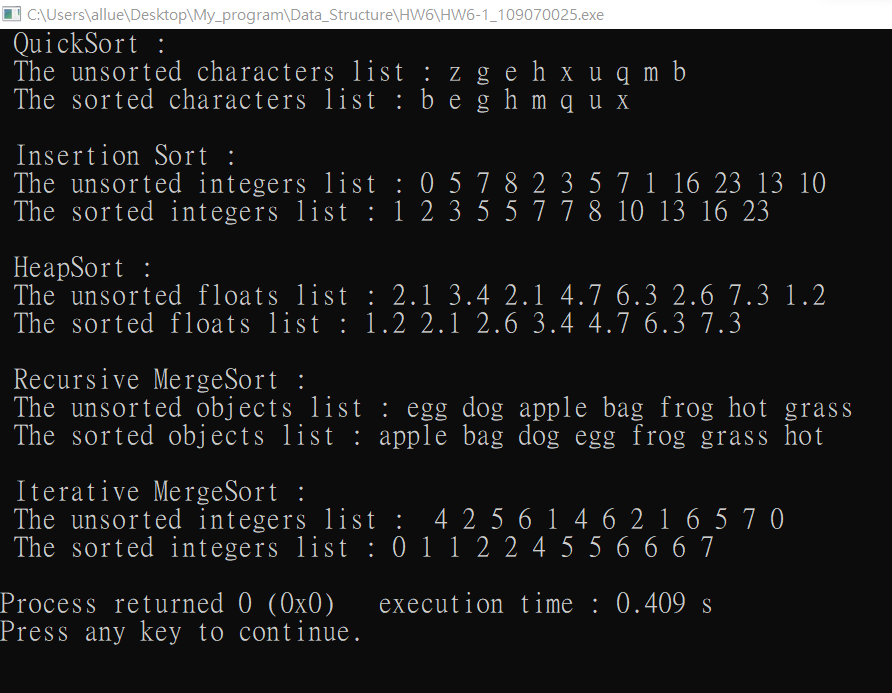 C:\Users\allue\Desktop\My_program\Data_Structure\HW6\HW6-1_109070025.exe
QuickSort :
The unsorted characters list : z g e h x u q m b
The sorted characters list : b e g h m q u x
Insertion Sort :
The unsorted integers list : 0 5 7 8 2 3 5 7 1 16 23 13 10
The sorted integers list : 1 2 3 5 5 7 7 8 10 13 16 23
HeapSort :
The unsorted floats list : 2.1 3.4 2.1 4.7 6.3 2.6 7.3 1.2
The sorted floats list : 1.2 2.1 2.6 3.4 4.7 6.3 7.3
Recursive MergeSort :
The unsorted objects list : egg dog apple bag frog hot grass
The sorted objects list : apple bag dog egg frog grass hot
Iterative MergeSort :
The unsorted integers list :  4 2 5 6 1 4 6 2 1 6 5 7 0
The sorted integers list : 0 1 1 2 2 4 5 5 6 6 6 7
Process returned 0 (0x0)   execution time : 0.409 s
Press any key to continue.